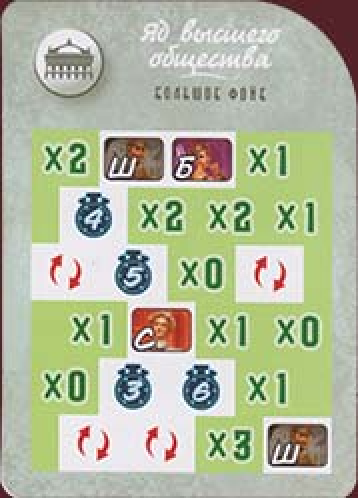 Яд высшего
общества
БОЛЬШОЕ ФОЙЕ
x2 Ш Б x1
4 x2 x2 x1
5 x0
x1 С x1 x0
x0 3 6 x1
x3 Ш